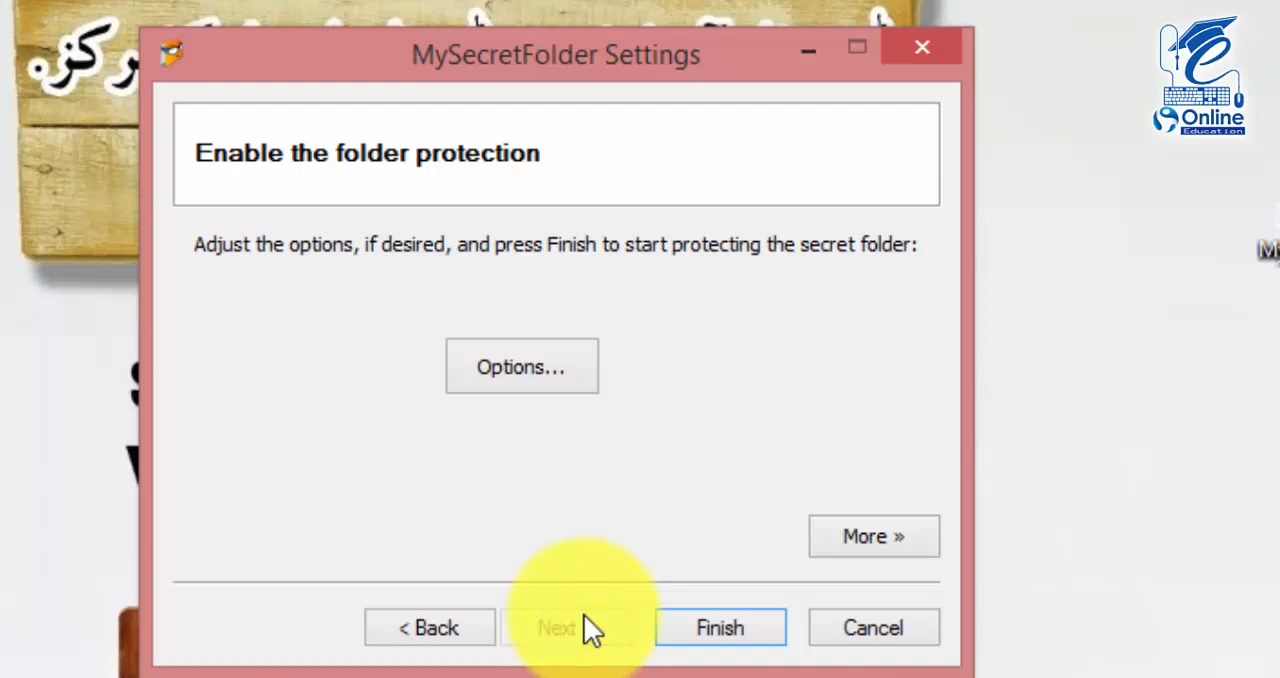 کز.
MySecretFolder Settings
Online
Education
Enable the folder protection
Adjust the options, if desired, and press Finish to start protecting the secret folder:
Options...
More »
< Back
Next
Finish
Cancel